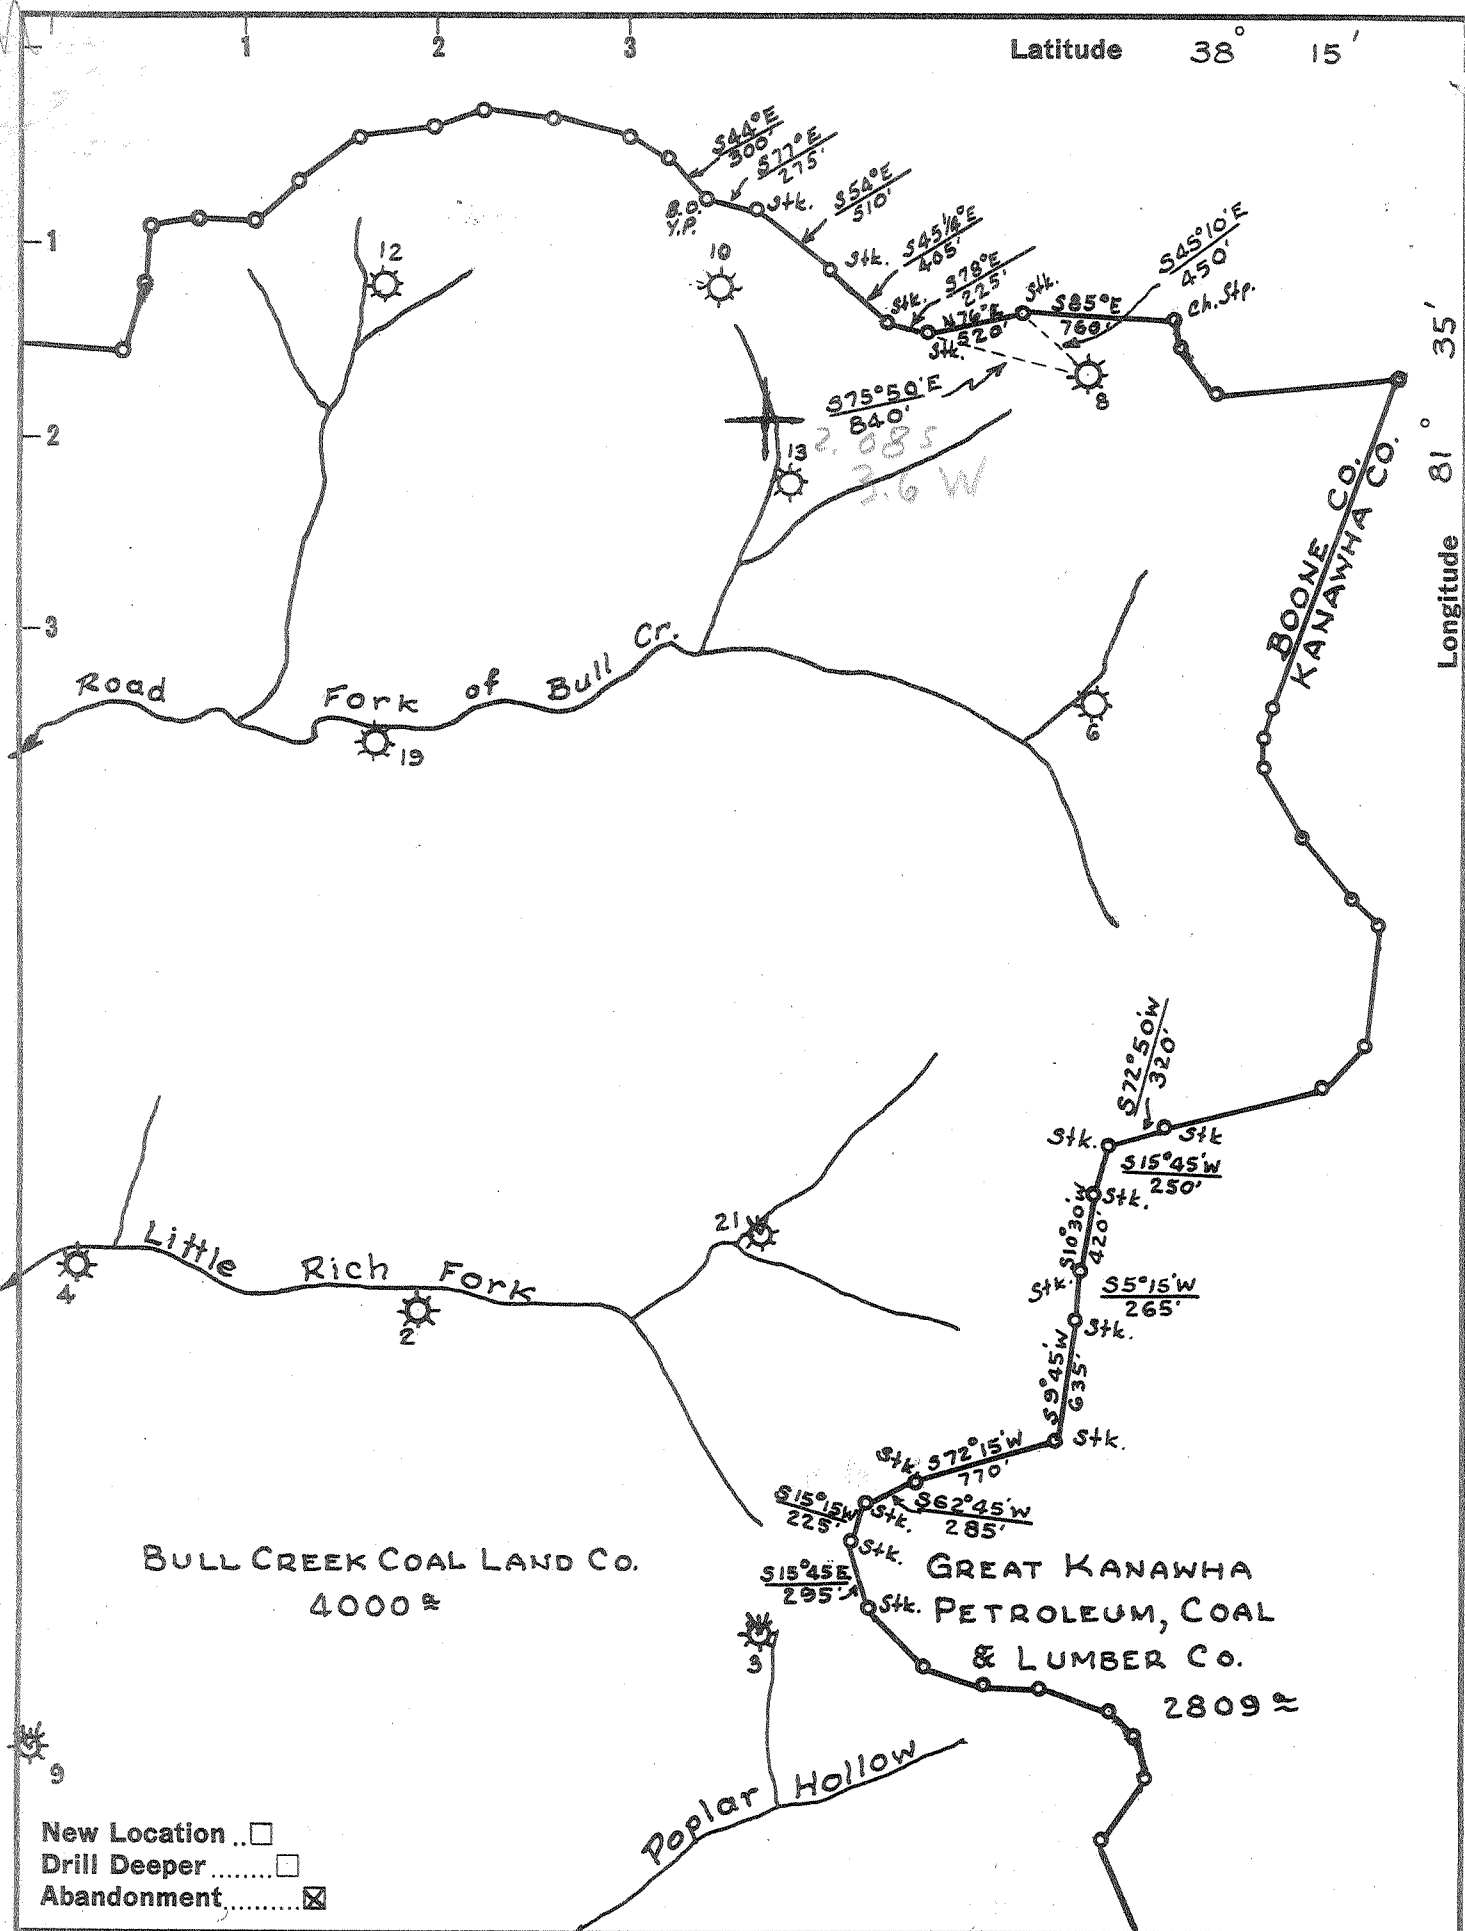 1 2 3
Latitude 38° 15'
S44°E
300'
S77°E
275'
B.O.
Y.P.
Stk.
S54°E
510'
Stk.
S45¼°E
405'
Stk.
S78°E
225'
Stk.
N76°E
520'
Stk.
S85°E
760'
S45°10'E
450'
Ch. Stp.
S75°50'E
840'
Longitude 81° 35'
1
2
3
12
10
8
13
2.08 S
3.6 W
BOONE CO.
KANAWHA CO.
Road Fork of Bull Cr.
19
6
S72°50'W
320'
Stk.
Stk
S15°45'W
250'
Stk.
S10°30'W
420'
Stk.
S5°15'W
265'
Stk.
S9°45'W
635'
Stk.
Little Rich Fork
21
4
2
Stk.
S72°15'W
770'
S62°45'W
285'
Stk.
S15°15'W
225'
Stk.
S15°45'E
295'
Stk.
BULL CREEK COAL LAND CO.
4000 a
GREAT KANAWHA
PETROLEUM, COAL
& LUMBER CO.
2809 a
3
9
Poplar Hollow
New Location .. ☐
Drill Deeper ........ ☐
Abandonment .......... ☒